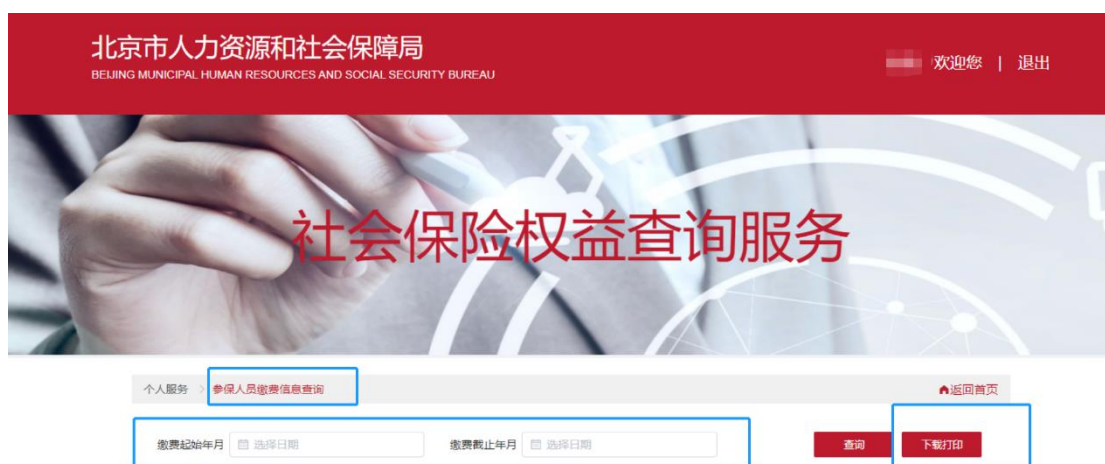 北京市人力资源和社会保障局
BEIJING MUNICIPAL HUMAN RESOURCES AND SOCIAL SECURITY BUREAU
欢迎您 | 退出
社会保险权益查询服务
个人服务 > 参保人员缴费信息查询 返回首页
缴费起始年月 选择日期 缴费截止年月 选择日期 查询 下载打印